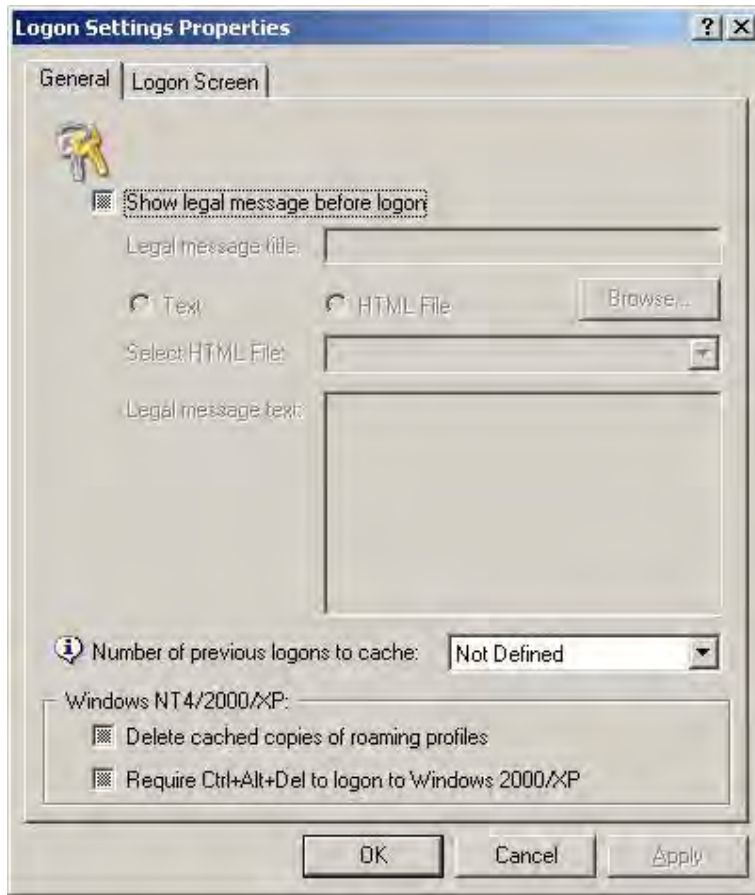 Logon Settings Properties
General
Logon Screen
Show legal message before logon
Legal message title:
Text
HTML File
Browse...
Select HTML File:
Legal message text:
Number of previous logons to cache:
Not Defined
Windows NT4/2000/XP:
Delete cached copies of roaming profiles
Require Ctrl+Alt+Del to logon to Windows 2000/XP
OK
Cancel
Apply